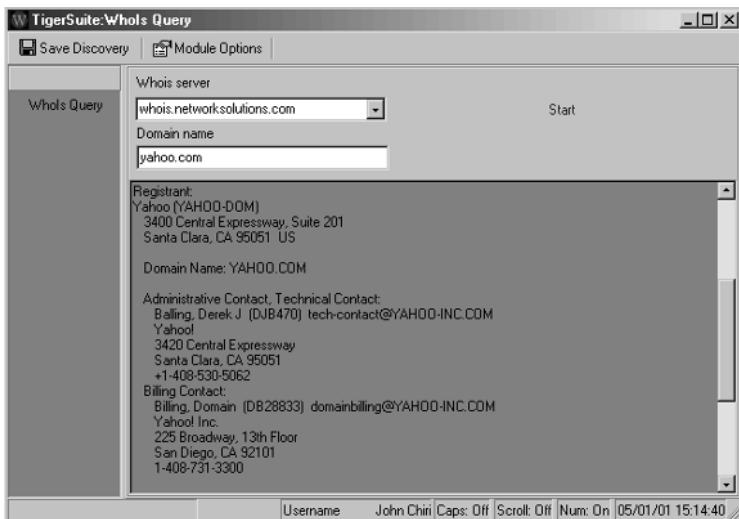 TigerSuite:WhoIs Query
Save Discovery
Module Options
WhoIs Query
Whois server
whois.networksolutions.com
Start
Domain name
yahoo.com
Registrant:
Yahoo (YAHOO-DOM)
3400 Central Expressway, Suite 201
Santa Clara, CA 95051 US
Domain Name: YAHOO.COM
Administrative Contact, Technical Contact:
Balling, Derek J (DJB470) tech-contact@YAHOO-INC.COM
Yahoo!
3420 Central Expressway
Santa Clara, CA 95051
+1-408-530-5062
Billing Contact:
Billing, Domain (DB28833) domainbilling@YAHOO-INC.COM
Yahoo! Inc.
225 Broadway, 13th Floor
San Diego, CA 92101
1-408-731-3300
Username John Chiri Caps: Off Scroll: Off Num: On 05/01/01 15:14:40